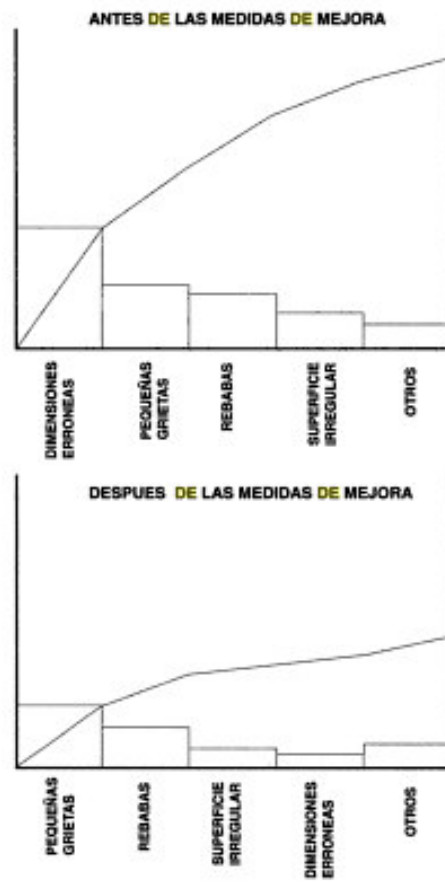 ANTES DE LAS MEDIDAS DE MEJORA
DIMENSIONES
ERRONEAS
PEQUEÑAS
GRIETAS
REBABAS
SUPERFICIE
IRREGULAR
OTROS
DESPUES DE LAS MEDIDAS DE MEJORA
PEQUEÑAS
GRIETAS
REBABAS
SUPERFICIE
IRREGULAR
DIMENSIONES
ERRONEAS
OTROS